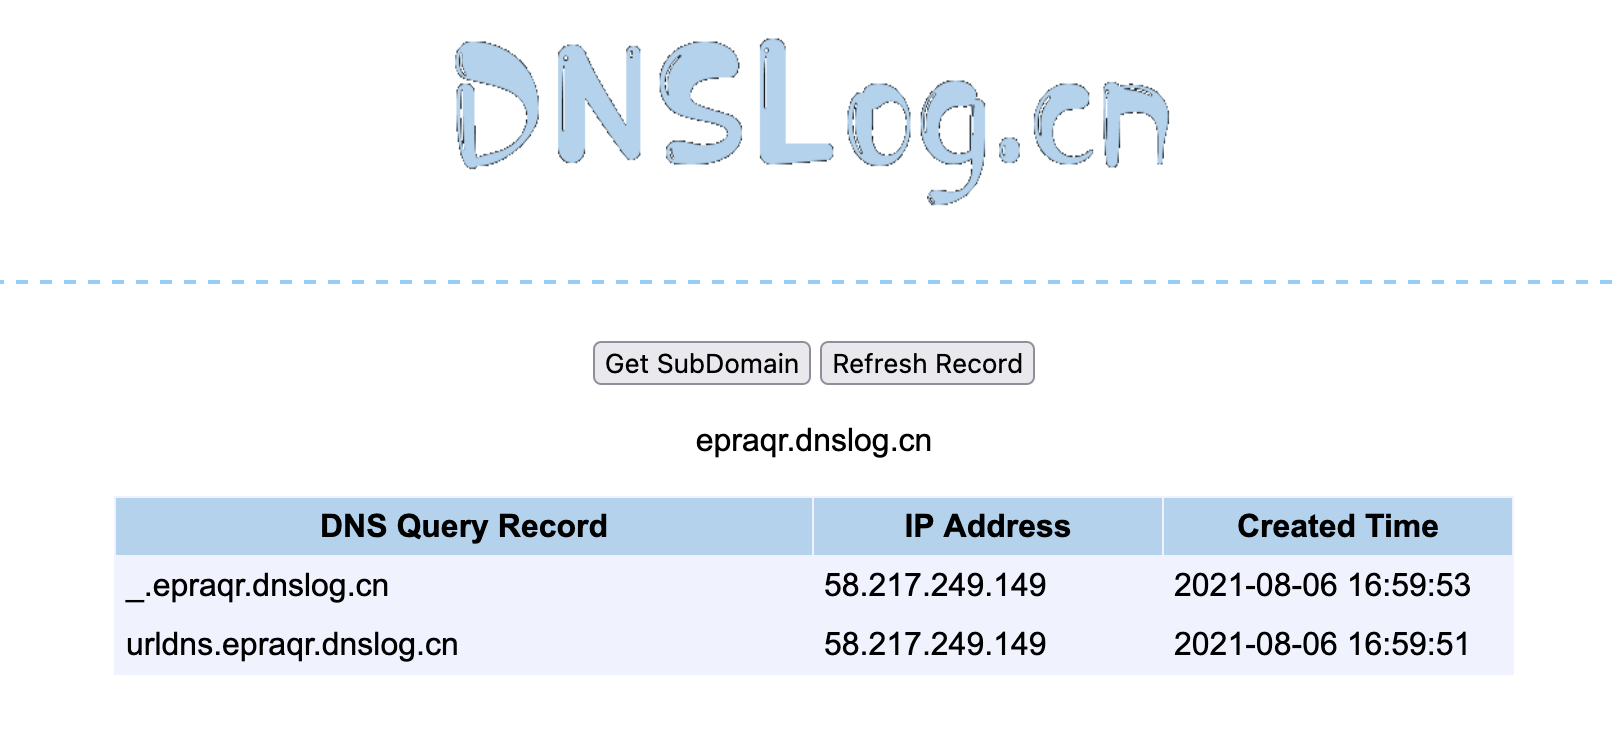 DNSLog.cn
Get SubDomain Refresh Record
epraqr.dnslog.cn
DNS Query Record IP Address Created Time
_.epraqr.dnslog.cn 58.217.249.149 2021-08-06 16:59:53
urldns.epraqr.dnslog.cn 58.217.249.149 2021-08-06 16:59:51